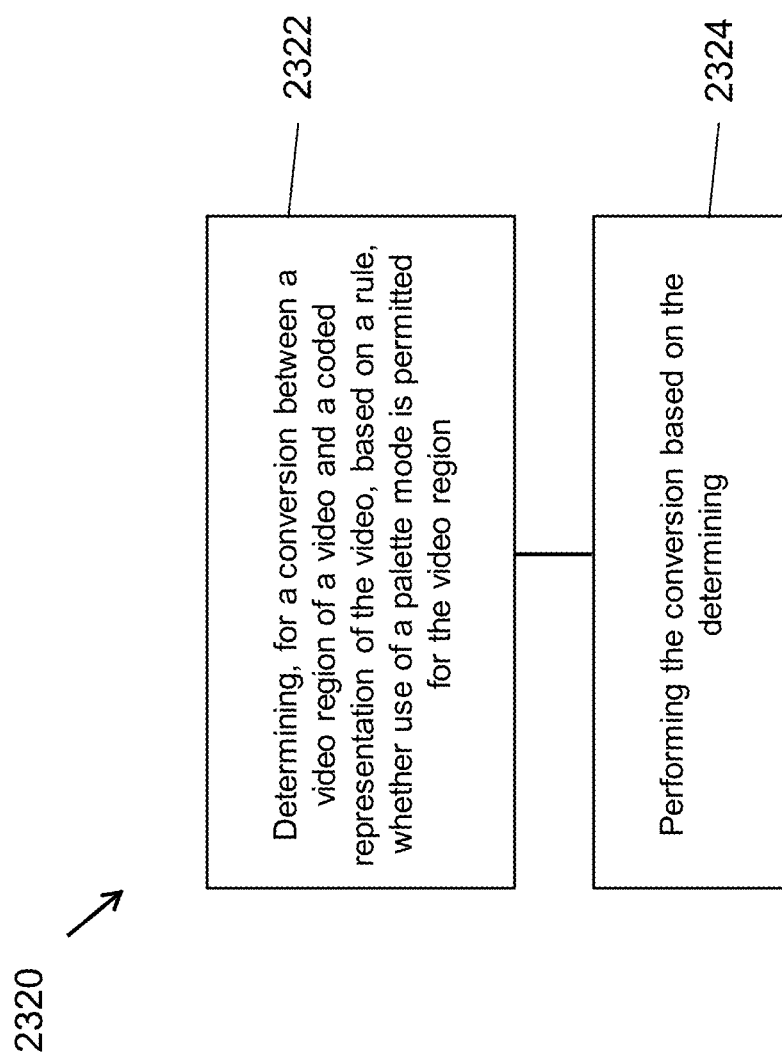 2320
Determining, for a conversion between a
video region of a video and a coded
representation of the video, based on a rule,
whether use of a palette mode is permitted
for the video region
2322
Performing the conversion based on the
determining
2324